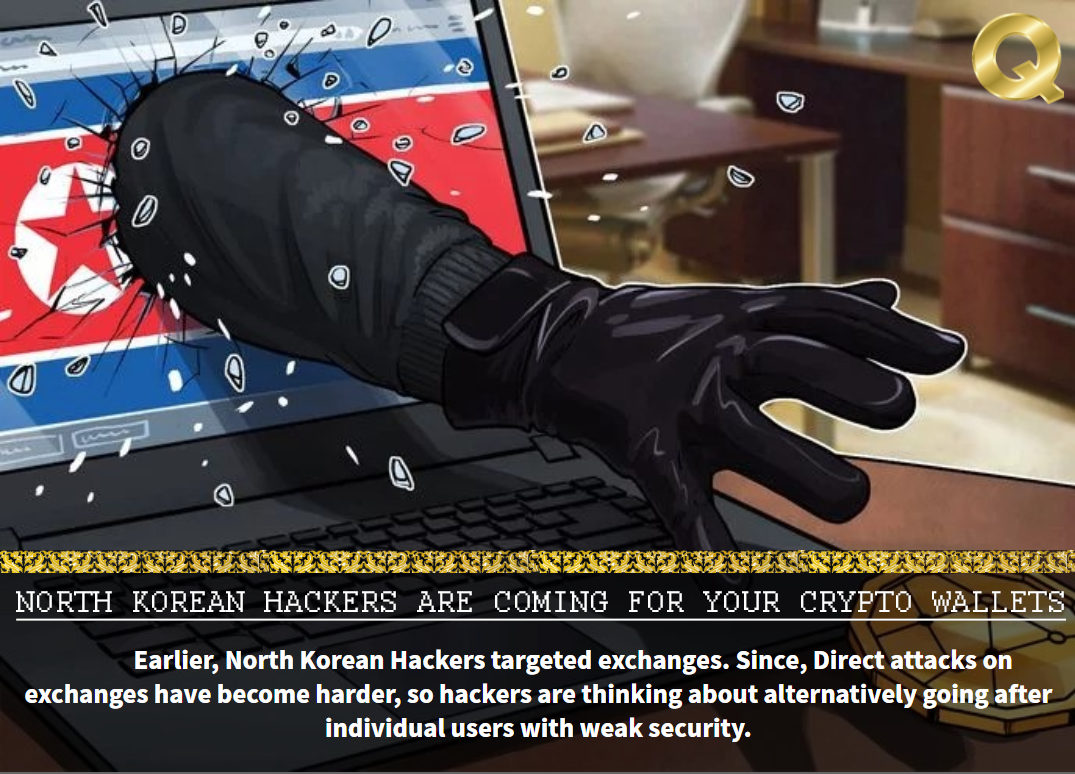 Q
NORTH KOREAN HACKERS ARE COMING FOR YOUR CRYPTO WALLETS
Earlier, North Korean Hackers targeted exchanges. Since, Direct attacks on
exchanges have become harder, so hackers are thinking about alternatively going after
individual users with weak security.